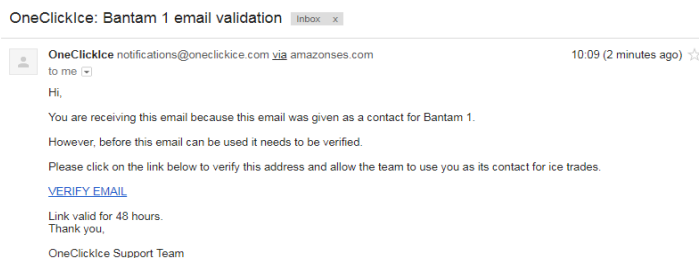 OneClickIce: Bantam 1 email validation Inbox x
OneClickIce notifications@oneclickice.com via amazonses.com 10:09 (2 minutes ago)
to me
Hi,
You are receiving this email because this email was given as a contact for Bantam 1.
However, before this email can be used it needs to be verified.
Please click on the link below to verify this address and allow the team to use you as its contact for ice trades.
VERIFY EMAIL
Link valid for 48 hours.
Thank you,
OneClickIce Support Team